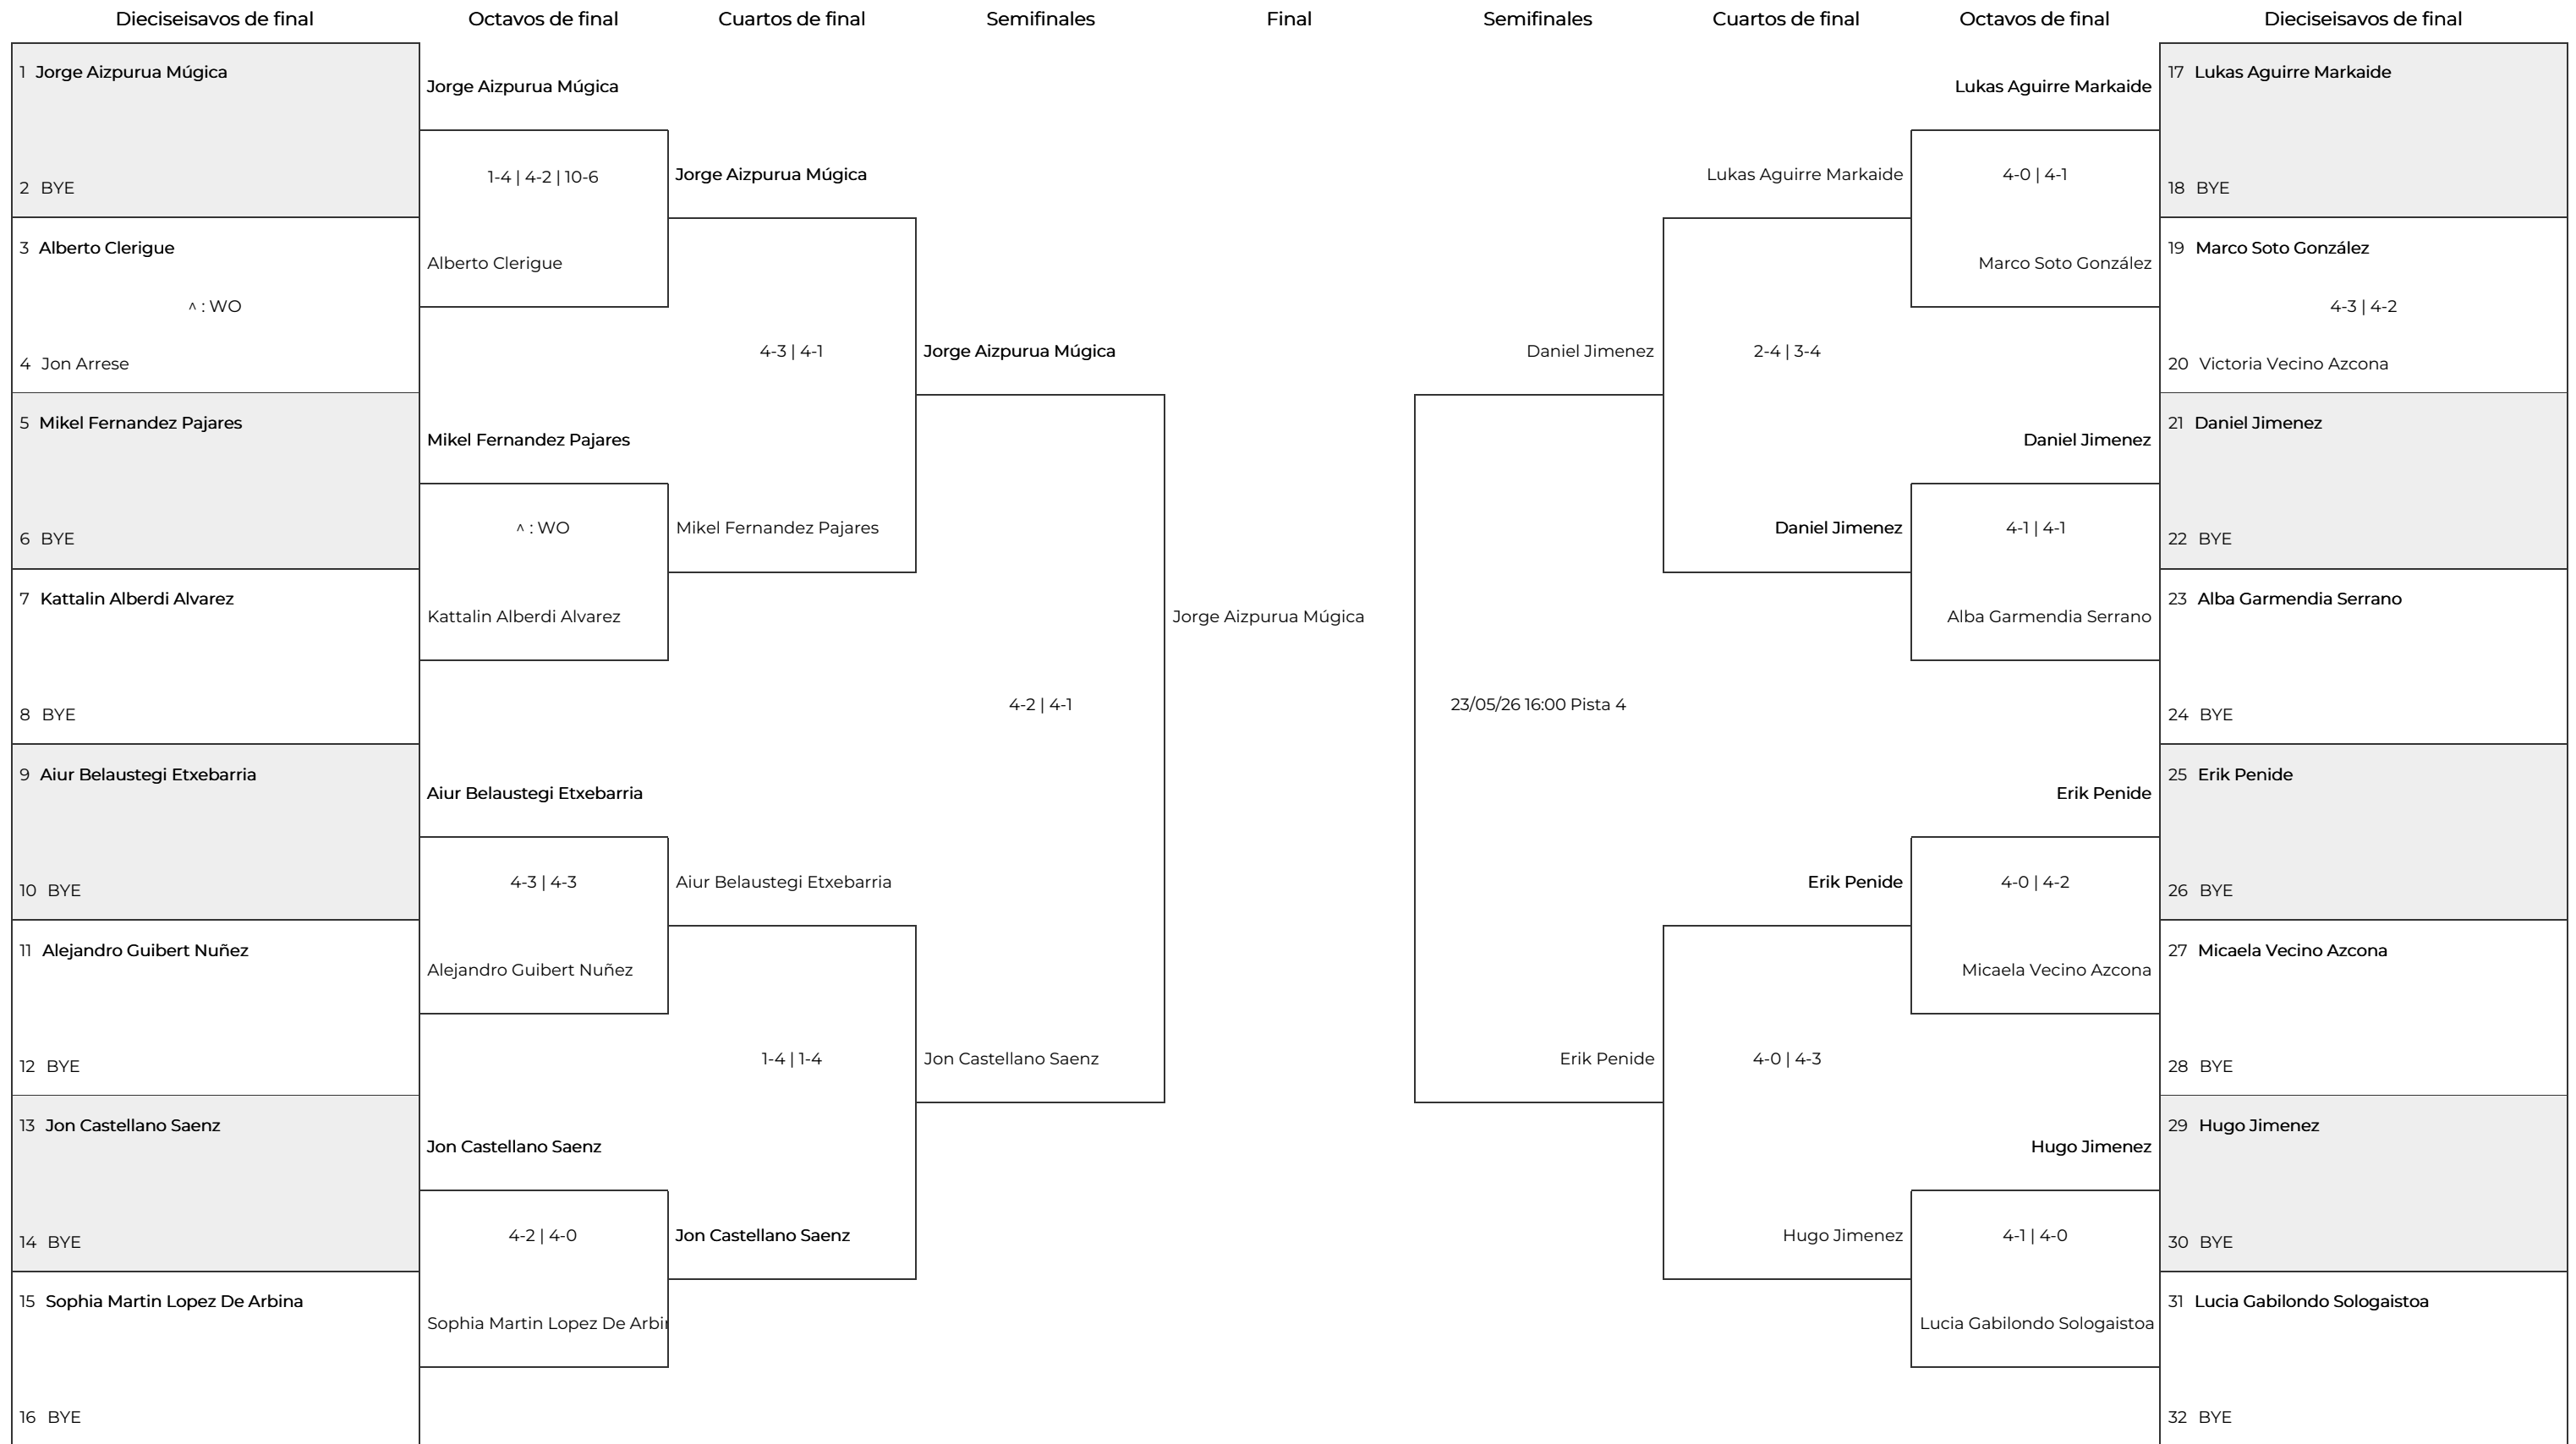 Dieciseisavos de final
Octavos de final
Cuartos de final
Semifinales
Final
Semifinales
Cuartos de final
Octavos de final
Dieciseisavos de final
1 Jorge Aizpurua Múgica
2 BYE
3 Alberto Clerigue
^ : WO
4 Jon Arrese
5 Mikel Fernandez Pajares
6 BYE
7 Kattalin Alberdi Alvarez
8 BYE
9 Aiur Belaustegi Etxebarria
10 BYE
11 Alejandro Guibert Nuñez
12 BYE
13 Jon Castellano Saenz
14 BYE
15 Sophia Martin Lopez De Arbina
16 BYE
Jorge Aizpurua Múgica
1-4 | 4-2 | 10-6
Alberto Clerigue
Mikel Fernandez Pajares
^ : WO
Kattalin Alberdi Alvarez
Aiur Belaustegi Etxebarria
4-3 | 4-3
Alejandro Guibert Nuñez
Jon Castellano Saenz
4-2 | 4-0
Sophia Martin Lopez De Arbin
Jorge Aizpurua Múgica
4-3 | 4-1
Mikel Fernandez Pajares
Aiur Belaustegi Etxebarria
1-4 | 1-4
Jon Castellano Saenz
Jorge Aizpurua Múgica
4-2 | 4-1
Jon Castellano Saenz
Jorge Aizpurua Múgica
Daniel Jimenez
23/05/26 16:00 Pista 4
Erik Penide
Lukas Aguirre Markaide
2-4 | 3-4
Daniel Jimenez
Erik Penide
4-0 | 4-3
Hugo Jimenez
Lukas Aguirre Markaide
4-0 | 4-1
Marco Soto González
Daniel Jimenez
4-1 | 4-1
Alba Garmendia Serrano
Erik Penide
4-0 | 4-2
Micaela Vecino Azcona
Hugo Jimenez
4-1 | 4-0
Lucia Gabilondo Sologaistoa
17 Lukas Aguirre Markaide
18 BYE
19 Marco Soto González
4-3 | 4-2
20 Victoria Vecino Azcona
21 Daniel Jimenez
22 BYE
23 Alba Garmendia Serrano
24 BYE
25 Erik Penide
26 BYE
27 Micaela Vecino Azcona
28 BYE
29 Hugo Jimenez
30 BYE
31 Lucia Gabilondo Sologaistoa
32 BYE